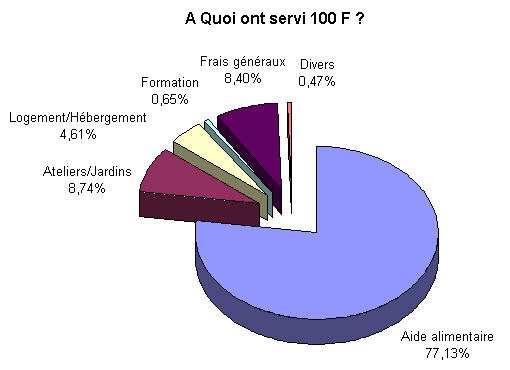 A Quoi ont servi 100 F ?
Frais généraux
8,40%
Divers
0,47%
Formation
0,65%
Logement/Hébergement
4,61%
Ateliers/Jardins
8,74%
Aide alimentaire
77,13%